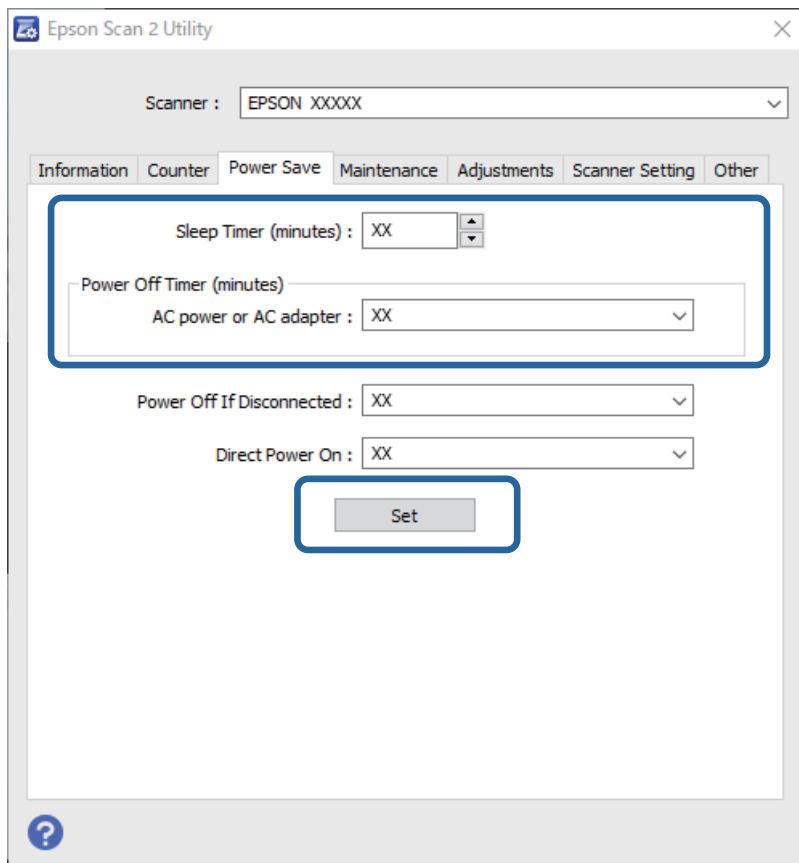 Epson Scan 2 Utility
Scanner : EPSON XXXXX
Information Counter Power Save Maintenance Adjustments Scanner Setting Other
Sleep Timer (minutes) : XX
Power Off Timer (minutes)
AC power or AC adapter : XX
Power Off If Disconnected : XX
Direct Power On : XX
Set
?